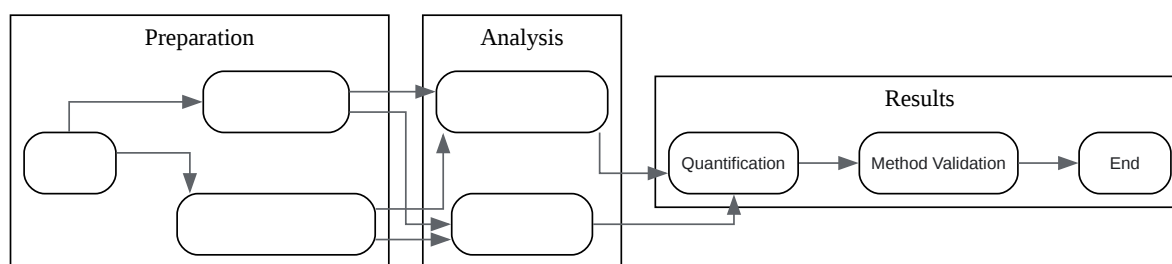 Preparation
Analysis
Results
Quantification
Method Validation
End